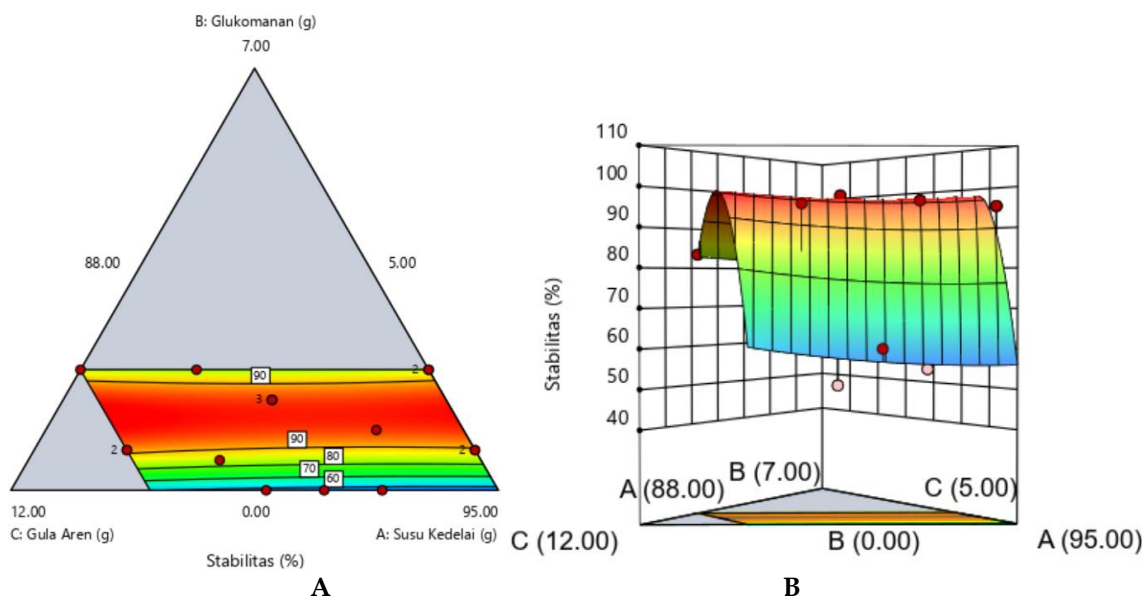 B: Glukomanan (g)
7.00
88.00
5.00
2
90
3
90
2
2
80
70
60
12.00
0.00
95.00
C: Gula Aren (g)
A: Susu Kedelai (g)
Stabilitas (%)
A
110
100
90
80
70
60
50
40
Stabilitas (%)
B (7.00)
A (88.00)
C (5.00)
C (12.00)
B (0.00)
A (95.00)
B